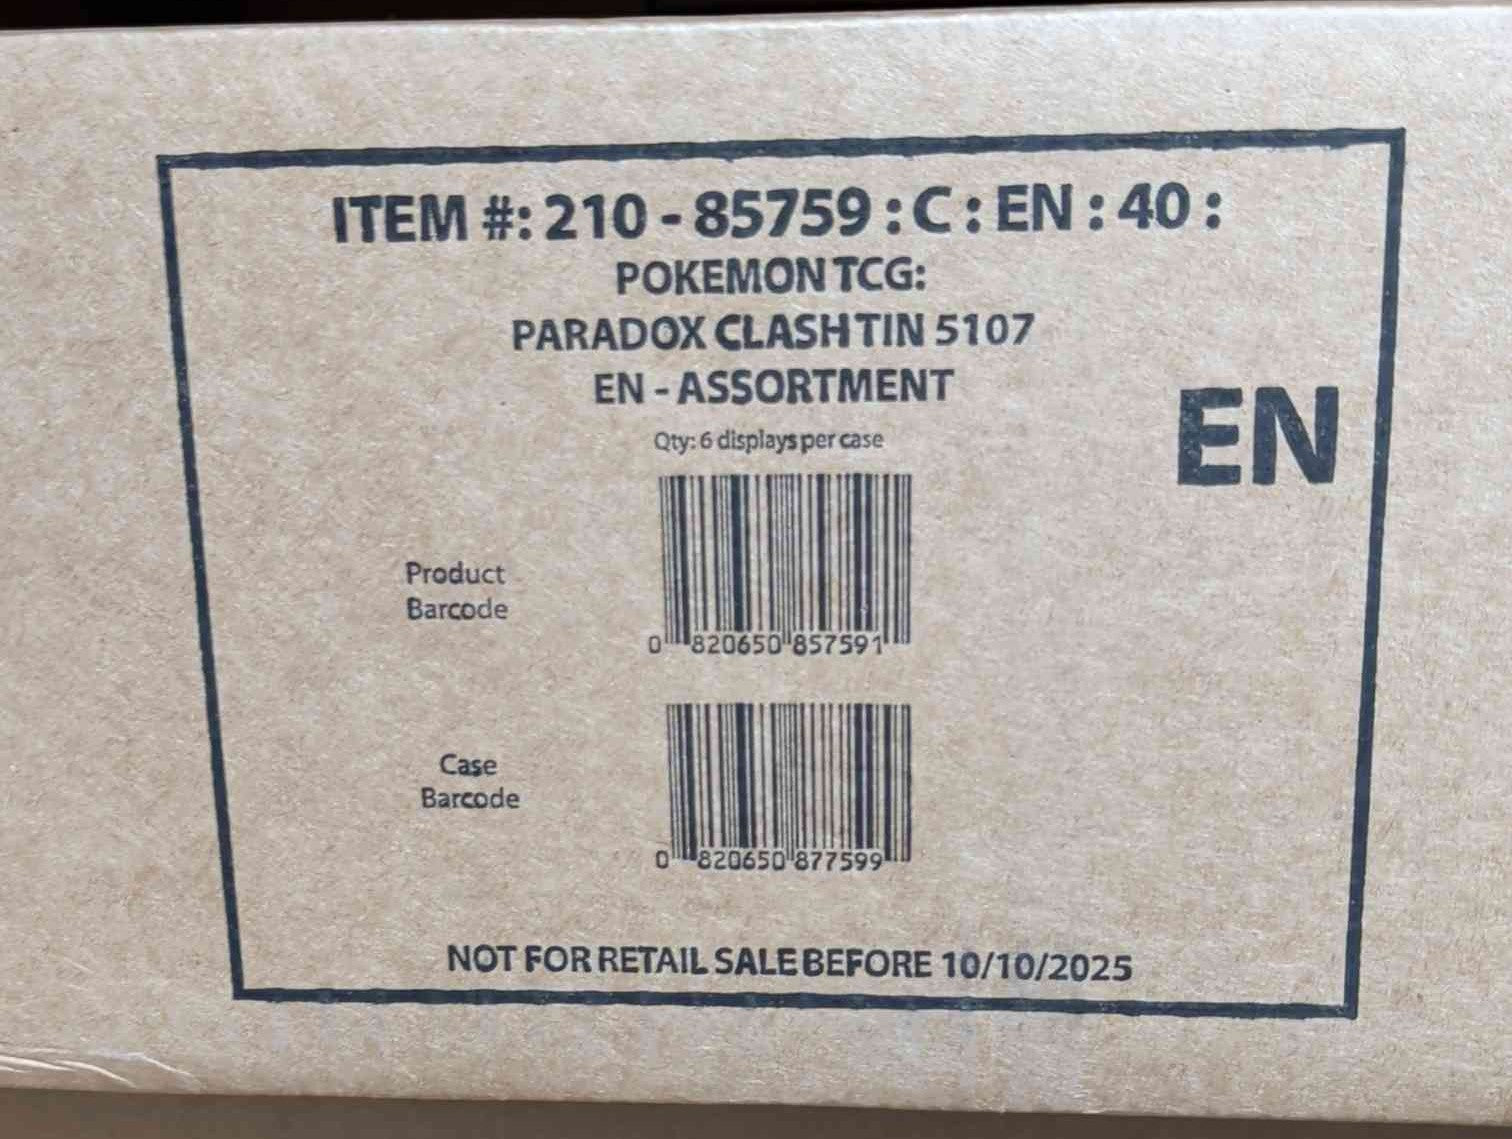 ITEM #: 210 - 85759 : C : EN : 40 :
POKEMON TCG:
PARADOX CLASH TIN 5107
EN - ASSORTMENT
EN
Qty: 6 displays per case
Product
Barcode
0 820650 857591
Case
Barcode
0 820650 877599
NOT FOR RETAIL SALE BEFORE 10/10/2025